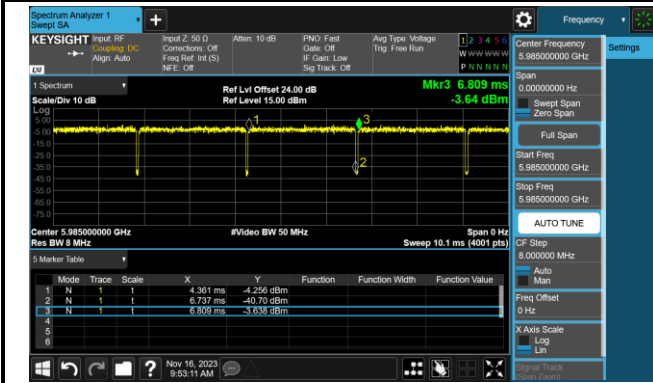 Spectrum Analyzer 1
Swept SA
Frequency
KEYSIGHT Input: RF Input Z: 50 Ω Atten: 10 dB PNO: Fast Avg Type: Voltage 1 2 3 4 5 6
Coupling: DC Corrections: Off Gate: Off Trig: Free Run
Align: Auto Freq Ref: Int (S) IF Gain: Low W W W W W W
NFE: Off Sig Track: Off P N N N N N
LXI
Center Frequency
5.985000000 GHz
Settings
1 Spectrum
Ref Lvl Offset 24.00 dB
Mkr3 6.809 ms
Scale/Div 10 dB
Ref Level 15.00 dBm
-3.64 dBm
Log
5.00
-5.00
-15.0
-25.0
-35.0
-45.0
-55.0
-65.0
-75.0
1
3
2
Span
0.00000000 Hz
Swept Span
Zero Span
Full Span
Start Freq
5.985000000 GHz
Stop Freq
5.985000000 GHz
AUTO TUNE
Center 5.985000000 GHz #Video BW 50 MHz Span 0 Hz
Res BW 8 MHz Sweep 10.1 ms (4001 pts)
CF Step
8.000000 MHz
Auto
Man
5 Marker Table
Mode Trace Scale X Y Function Function Width Function Value
1 N 1 t 4.361 ms -4.256 dBm
2 N 1 t 6.737 ms -40.70 dBm
3 N 1 t 6.809 ms -3.638 dBm
4
5
6
Freq Offset
0 Hz
X Axis Scale
Log
Lin
Signal Track
(Span Zoom)
? Nov 16, 2023
9:53:11 AM